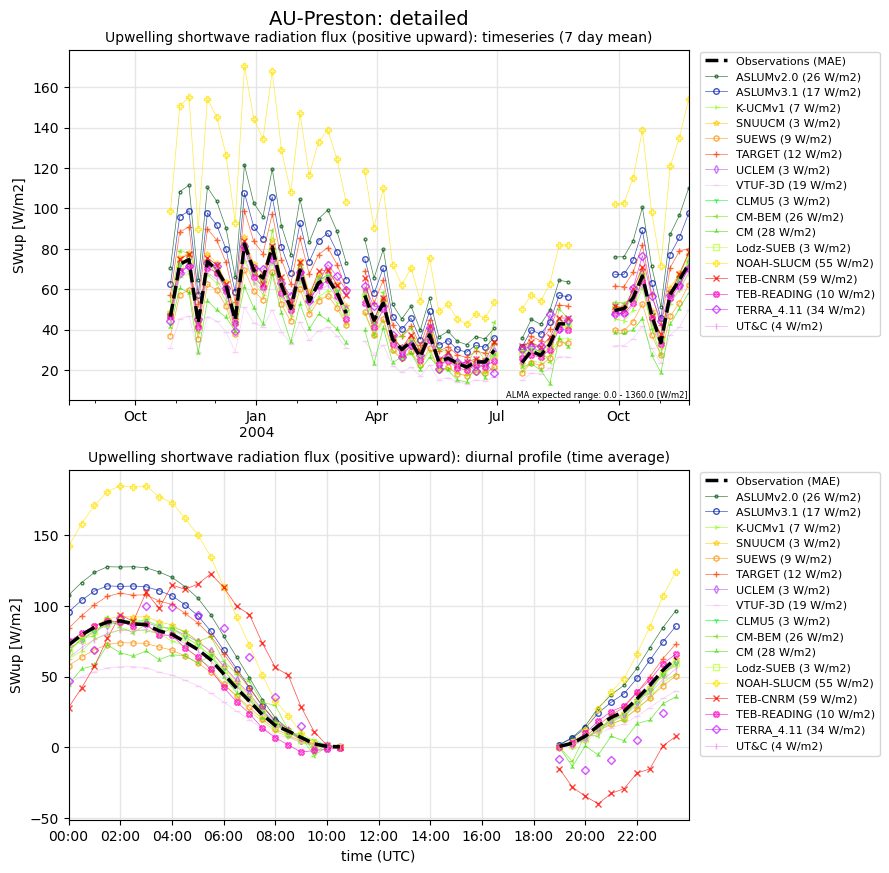 AU-Preston: detailed
Upwelling shortwave radiation flux (positive upward): timeseries (7 day mean)
SWup [W/m2]
160
140
120
100
80
60
40
20
Oct
Jan
2004
Apr
Jul
Oct
ALMA expected range: 0.0 - 1360.0 [W/m2]
Observations (MAE)
ASLUMv2.0 (26 W/m2)
ASLUMv3.1 (17 W/m2)
K-UCMv1 (7 W/m2)
SNUUCM (3 W/m2)
SUEWS (9 W/m2)
TARGET (12 W/m2)
UCLEM (3 W/m2)
VTUF-3D (19 W/m2)
CLMU5 (3 W/m2)
CM-BEM (26 W/m2)
CM (28 W/m2)
Lodz-SUEB (3 W/m2)
NOAH-SLUCM (55 W/m2)
TEB-CNRM (59 W/m2)
TEB-READING (10 W/m2)
TERRA_4.11 (34 W/m2)
UT&C (4 W/m2)
Upwelling shortwave radiation flux (positive upward): diurnal profile (time average)
SWup [W/m2]
150
100
50
0
−50
00:00
02:00
04:00
06:00
08:00
10:00
12:00
14:00
16:00
18:00
20:00
22:00
time (UTC)
Observation (MAE)
ASLUMv2.0 (26 W/m2)
ASLUMv3.1 (17 W/m2)
K-UCMv1 (7 W/m2)
SNUUCM (3 W/m2)
SUEWS (9 W/m2)
TARGET (12 W/m2)
UCLEM (3 W/m2)
VTUF-3D (19 W/m2)
CLMU5 (3 W/m2)
CM-BEM (26 W/m2)
CM (28 W/m2)
Lodz-SUEB (3 W/m2)
NOAH-SLUCM (55 W/m2)
TEB-CNRM (59 W/m2)
TEB-READING (10 W/m2)
TERRA_4.11 (34 W/m2)
UT&C (4 W/m2)